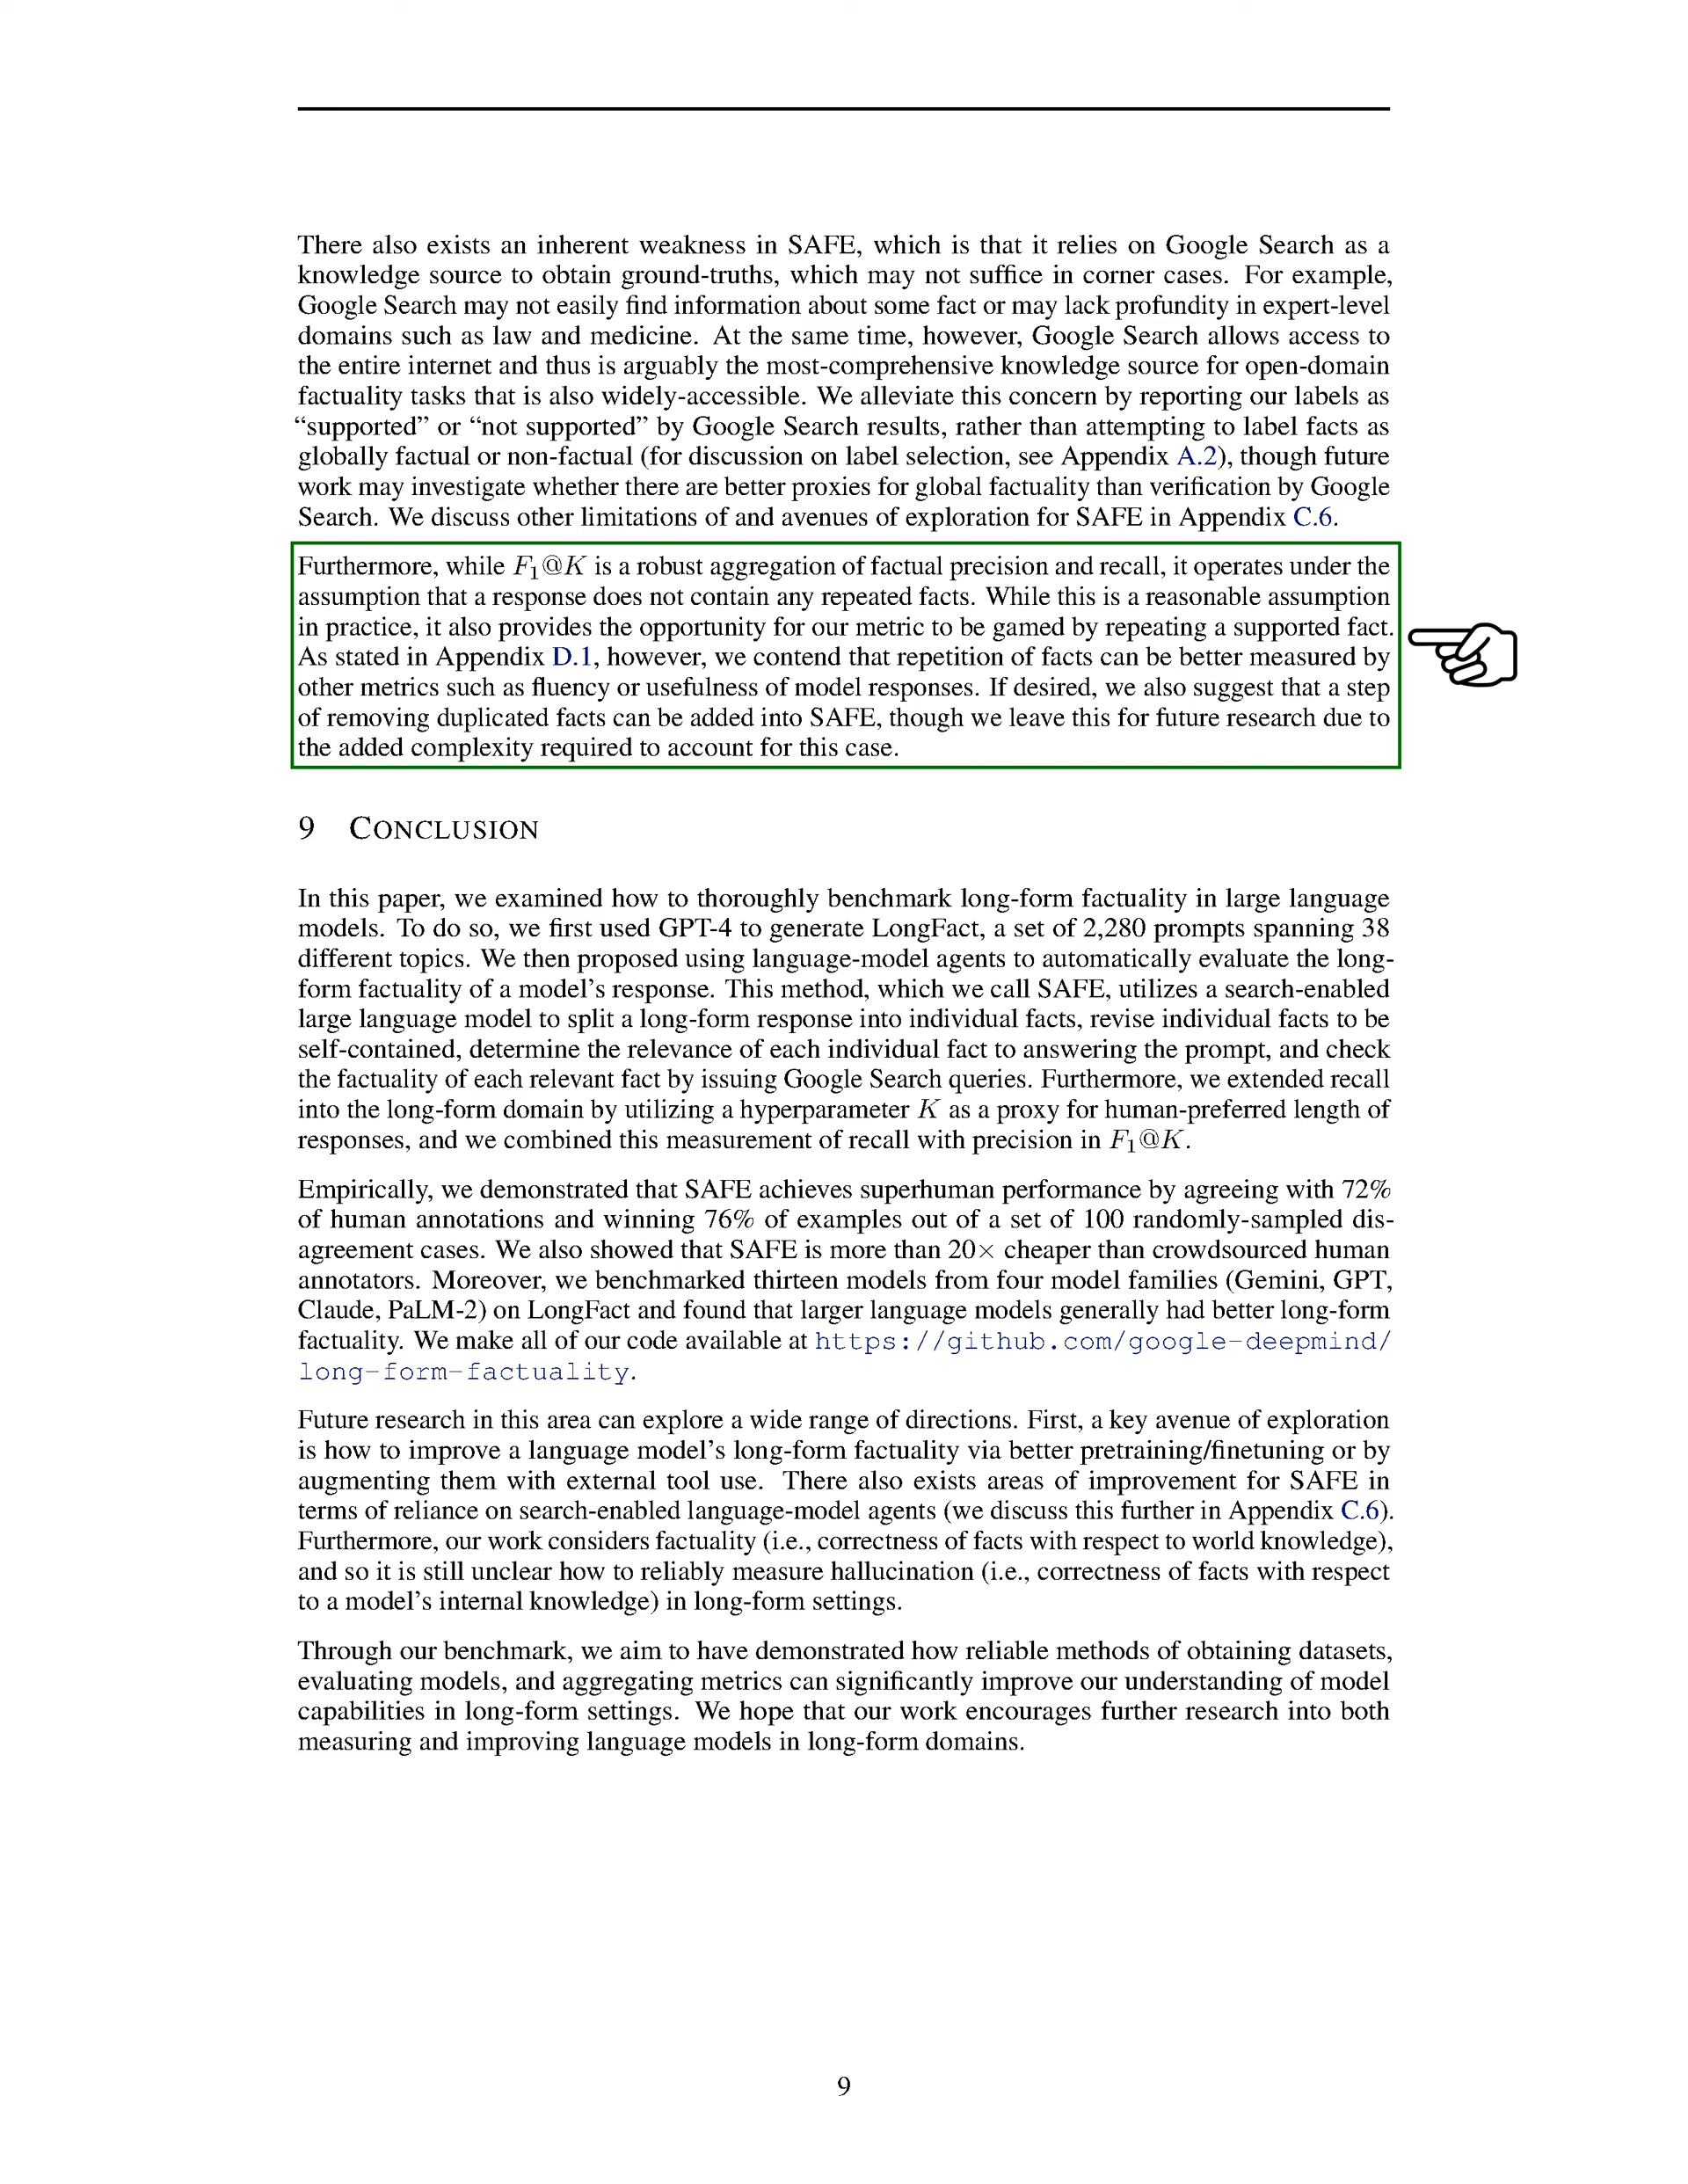 There also exists an inherent weakness in SAFE, which is that it relies on Google Search as a
knowledge source to obtain ground-truths, which may not suffice in corner cases. For example,
Google Search may not easily find information about some fact or may lack profundity in expert-level
domains such as law and medicine. At the same time, however, Google Search allows access to
the entire internet and thus is arguably the most-comprehensive knowledge source for open-domain
factuality tasks that is also widely-accessible. We alleviate this concern by reporting our labels as
“supported” or “not supported” by Google Search results, rather than attempting to label facts as
globally factual or non-factual (for discussion on label selection, see Appendix A.2), though future
work may investigate whether there are better proxies for global factuality than verification by Google
Search. We discuss other limitations of and avenues of exploration for SAFE in Appendix C.6.
Furthermore, while F₁@K is a robust aggregation of factual precision and recall, it operates under the
assumption that a response does not contain any repeated facts. While this is a reasonable assumption
in practice, it also provides the opportunity for our metric to be gamed by repeating a supported fact.
As stated in Appendix D.1, however, we contend that repetition of facts can be better measured by
other metrics such as fluency or usefulness of model responses. If desired, we also suggest that a step
of removing duplicated facts can be added into SAFE, though we leave this for future research due to
the added complexity required to account for this case.
9 CONCLUSION
In this paper, we examined how to thoroughly benchmark long-form factuality in large language
models. To do so, we first used GPT-4 to generate LongFact, a set of 2,280 prompts spanning 38
different topics. We then proposed using language-model agents to automatically evaluate the long-
form factuality of a model’s response. This method, which we call SAFE, utilizes a search-enabled
large language model to split a long-form response into individual facts, revise individual facts to be
self-contained, determine the relevance of each individual fact to answering the prompt, and check
the factuality of each relevant fact by issuing Google Search queries. Furthermore, we extended recall
into the long-form domain by utilizing a hyperparameter K as a proxy for human-preferred length of
responses, and we combined this measurement of recall with precision in F₁@K.
Empirically, we demonstrated that SAFE achieves superhuman performance by agreeing with 72%
of human annotations and winning 76% of examples out of a set of 100 randomly-sampled dis-
agreement cases. We also showed that SAFE is more than 20× cheaper than crowdsourced human
annotators. Moreover, we benchmarked thirteen models from four model families (Gemini, GPT,
Claude, PaLM-2) on LongFact and found that larger language models generally had better long-form
factuality. We make all of our code available at https://github.com/google-deepmind/
long-form-factuality.
Future research in this area can explore a wide range of directions. First, a key avenue of exploration
is how to improve a language model’s long-form factuality via better pretraining/finetuning or by
augmenting them with external tool use. There also exists areas of improvement for SAFE in
terms of reliance on search-enabled language-model agents (we discuss this further in Appendix C.6).
Furthermore, our work considers factuality (i.e., correctness of facts with respect to world knowledge),
and so it is still unclear how to reliably measure hallucination (i.e., correctness of facts with respect
to a model’s internal knowledge) in long-form settings.
Through our benchmark, we aim to have demonstrated how reliable methods of obtaining datasets,
evaluating models, and aggregating metrics can significantly improve our understanding of model
capabilities in long-form settings. We hope that our work encourages further research into both
measuring and improving language models in long-form domains.
9